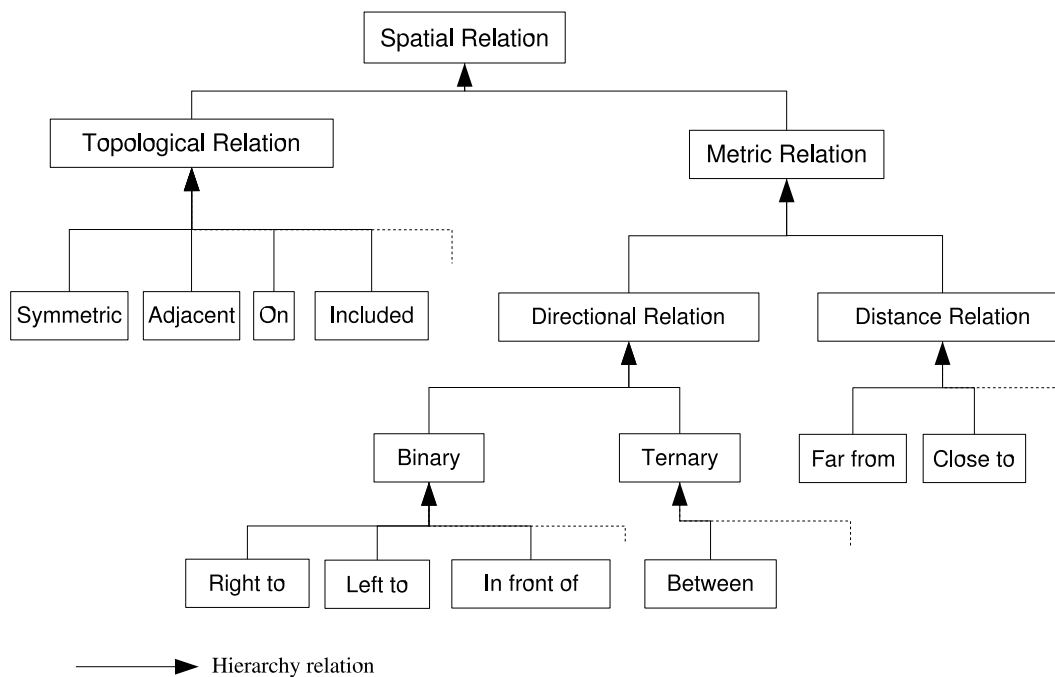 Spatial Relation
Topological Relation
Metric Relation
Symmetric
Adjacent
On
Included
Directional Relation
Distance Relation
Binary
Ternary
Far from
Close to
Right to
Left to
In front of
Between
Hierarchy relation